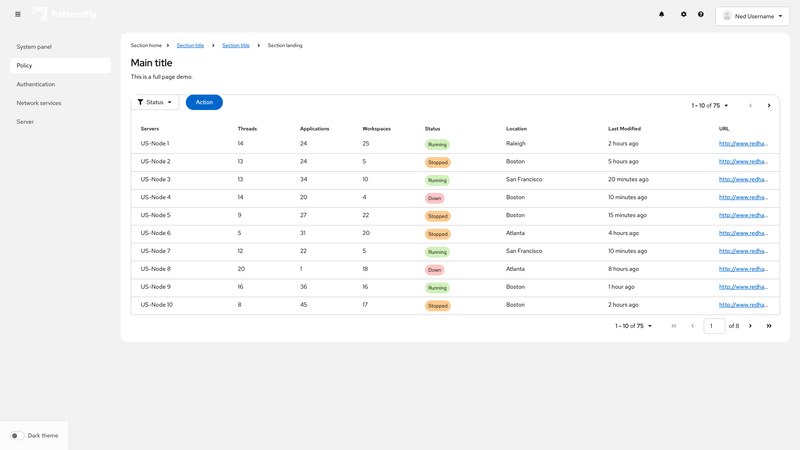 PatternFly
Ned Username
System panel
Policy
Authentication
Network services
Server
Section home Section title Section title Section landing
Main title
This is a full page demo.
Status Action 1 - 10 of 75
Servers Threads Applications Workspaces Status Location Last Modified URL
US-Node 1 14 24 25 Running Raleigh 2 hours ago http://www.redha...
US-Node 2 13 24 5 Stopped Boston 5 hours ago http://www.redha...
US-Node 3 13 34 10 Running San Francisco 20 minutes ago http://www.redha...
US-Node 4 14 20 4 Down Boston 10 minutes ago http://www.redha...
US-Node 5 9 27 22 Stopped Boston 15 minutes ago http://www.redha...
US-Node 6 5 31 20 Stopped Atlanta 4 hours ago http://www.redha...
US-Node 7 12 22 5 Running San Francisco 10 minutes ago http://www.redha...
US-Node 8 20 1 18 Down Atlanta 8 hours ago http://www.redha...
US-Node 9 16 36 16 Running Boston 1 hour ago http://www.redha...
US-Node 10 8 45 17 Stopped Boston 2 hours ago http://www.redha...
1 - 10 of 75 1 of 8
Dark theme